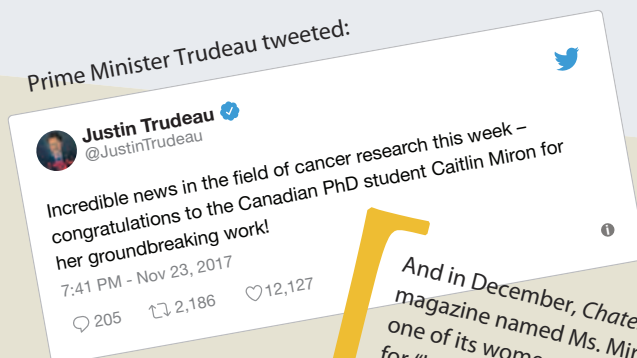 Prime Minister Trudeau tweeted:
Justin Trudeau
@JustinTrudeau
Incredible news in the field of cancer research this week –
congratulations to the Canadian PhD student Caitlin Miron for
her groundbreaking work!
7:41 PM - Nov 23, 2017
205 2,186 12,127
And in December,
magazine named Ms.
one of its
for